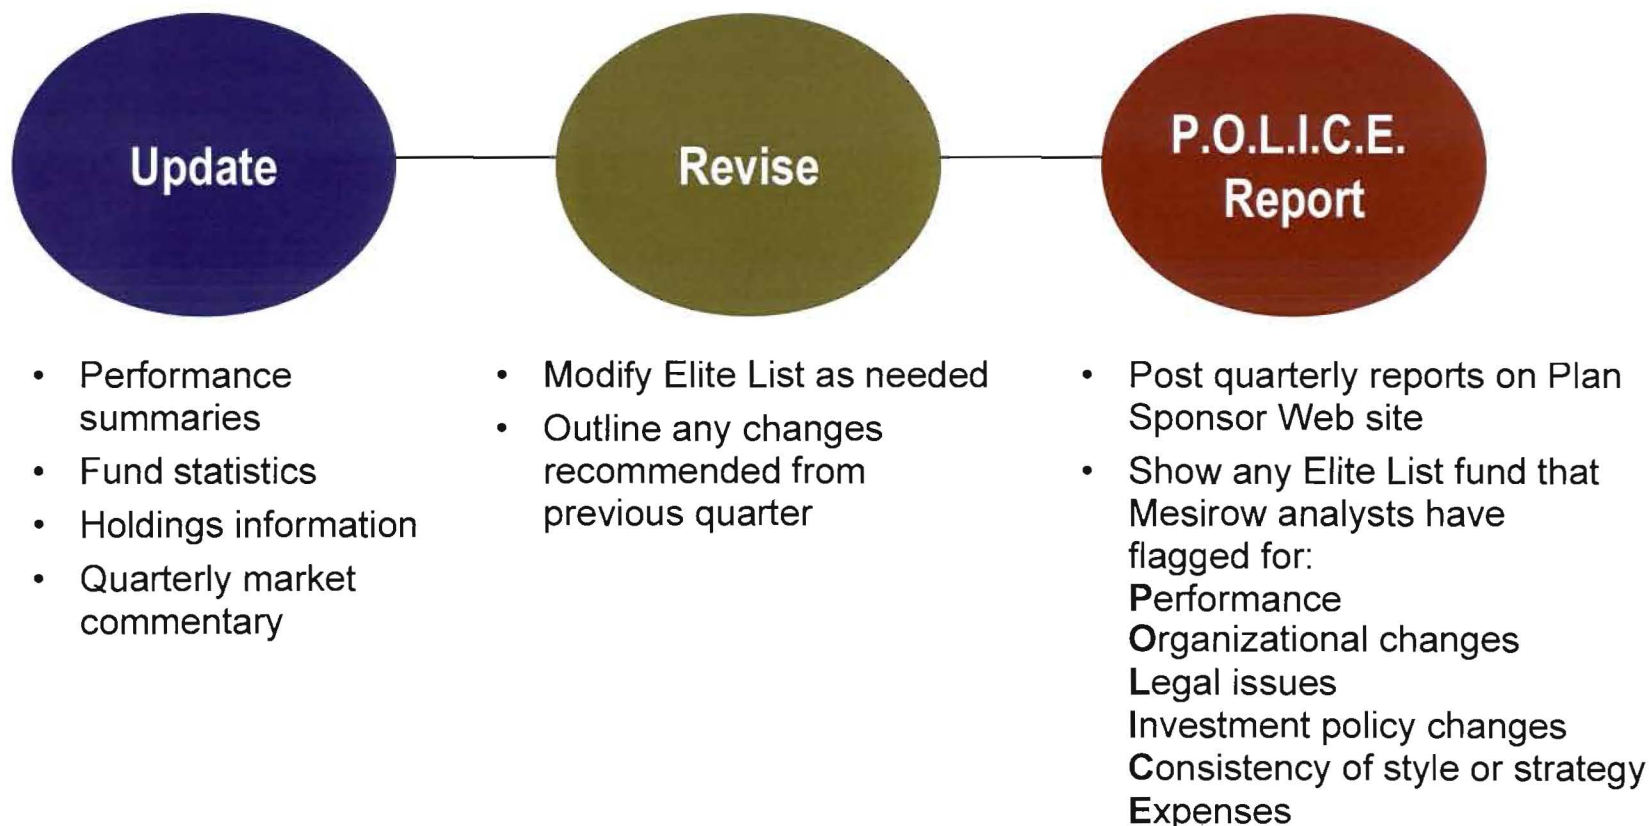 Update
Revise
P.O.L.I.C.E.
Report
• Performance
summaries
• Fund statistics
• Holdings information
• Quarterly market
commentary
• Modify Elite List as needed
• Outline any changes
recommended from
previous quarter
• Post quarterly reports on Plan
Sponsor Web site
• Show any Elite List fund that
Mesirow analysts have
flagged for:
Performance
Organizational changes
Legal issues
Investment policy changes
Consistency of style or strategy
Expenses